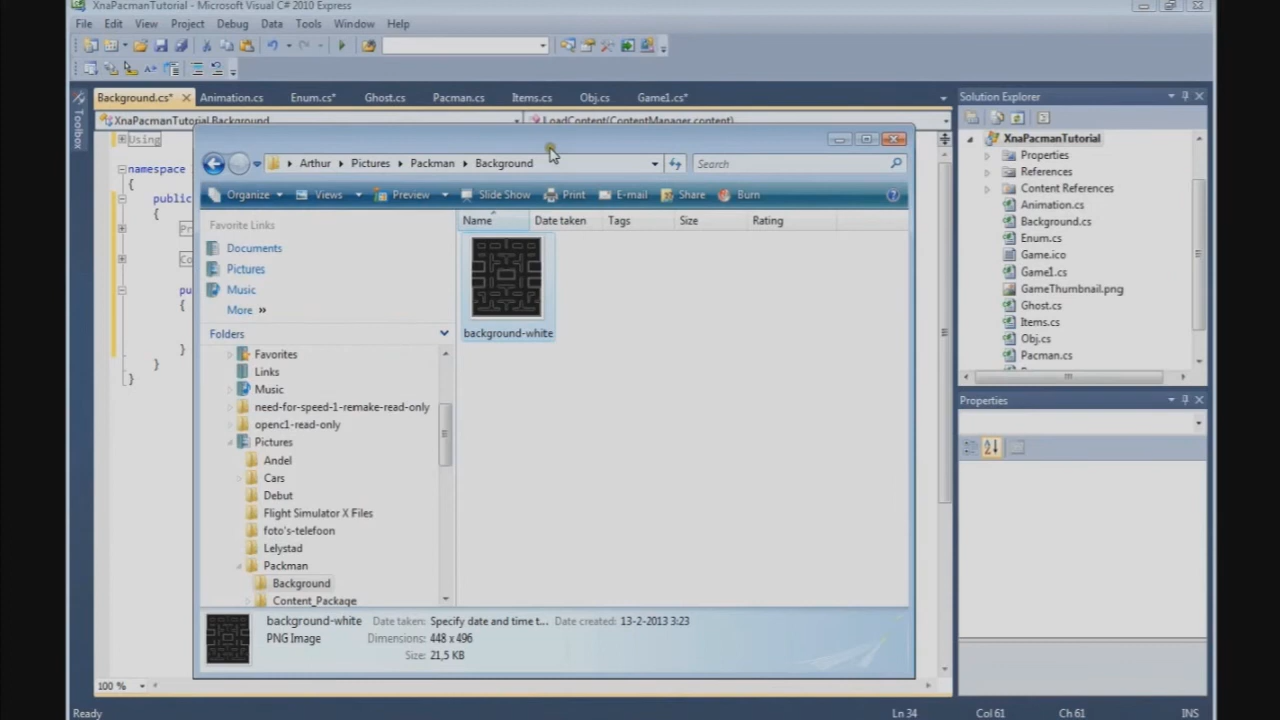 XnaPacmanTutorial - Microsoft Visual C# 2010 Express
File Edit View Project Debug Data Tools Window Help
Background.cs* Animation.cs Enum.cs* Ghost.cs Pacman.cs Items.cs Obj.cs Game1.cs*
Solution Explorer
Toolbox
XnaPacmanTutorial.Background LoadContent(ContentManager content)
Using
namespace
{
public
{
pu
{
}
}
}
Arthur Pictures Packman Background
Search
Organize Views Preview Slide Show Print E-mail Share Burn
Favorite Links
Documents
Pictures
Music
More »
Folders
Favorites
Links
Music
need-for-speed-1-remake-read-only
openc1-read-only
Pictures
Andel
Cars
Debut
Flight Simulator X Files
foto's-telefoon
Lelystad
Packman
Background
Content_Package
Name Date taken Tags Size Rating
background-white
background-white Date taken: Specify date and time t... Date created: 13-2-2013 3:23
PNG Image Dimensions: 448 x 496
Size: 21,5 KB
XnaPacmanTutorial
Properties
References
Content References
Animation.cs
Background.cs
Enum.cs
Game.ico
Game1.cs
GameThumbnail.png
Ghost.cs
Items.cs
Obj.cs
Pacman.cs
Properties
100 %
Ready Ln 34 Col 61 Ch 61 INS